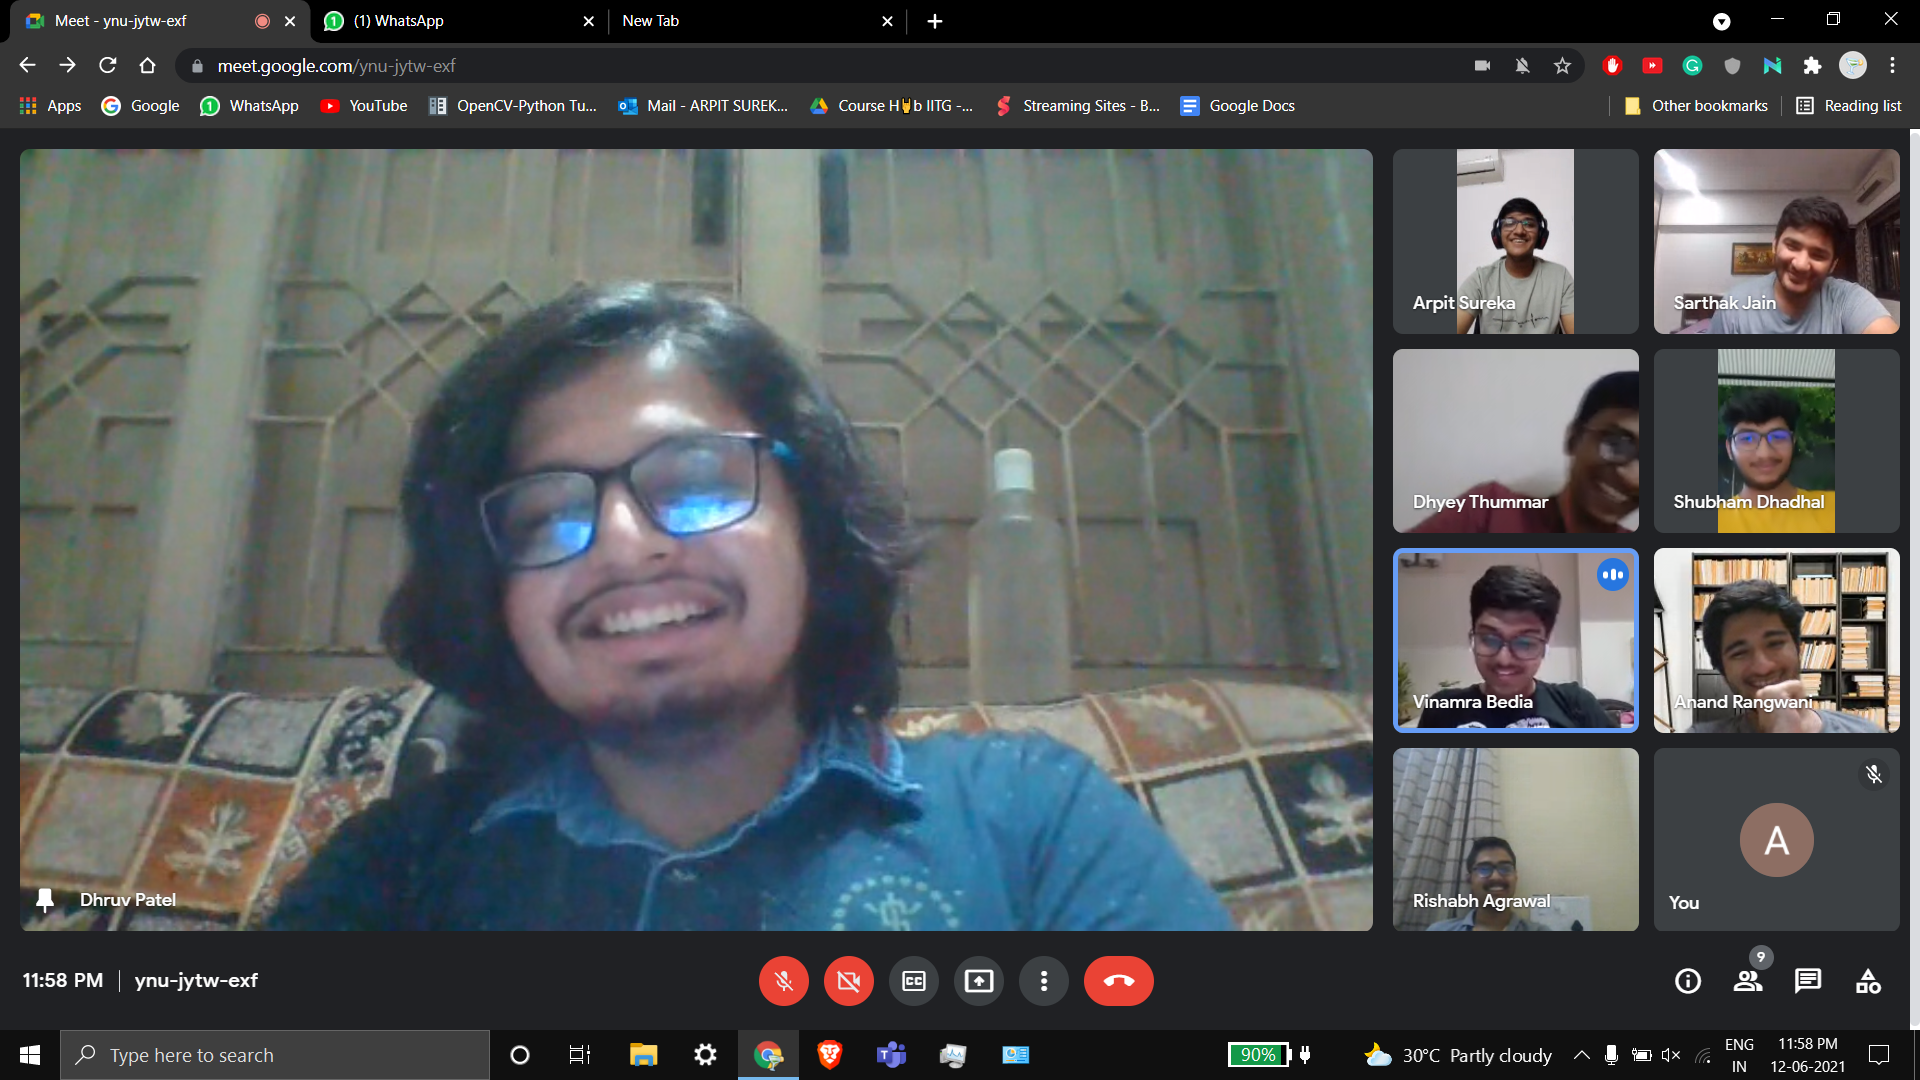 Meet - ynu-jytw-exf
(1) WhatsApp
New Tab
meet.google.com/ynu-jytw-exf
Apps
Google
WhatsApp
YouTube
OpenCV-Python Tu...
Mail - ARPIT SUREK...
Course H b IITG -...
Streaming Sites - B...
Google Docs
Other bookmarks
Reading list
Arpit Sureka
Sarthak Jain
Dhyey Thummar
Shubham Dhadhal
Vinamra Bedia
Anand Rangwani
Dhruv Patel
Rishabh Agrawal
A
You
11:58 PM | ynu-jytw-exf
CC
9
Type here to search
90%
30°C Partly cloudy
ENG
IN
11:58 PM
12-06-2021